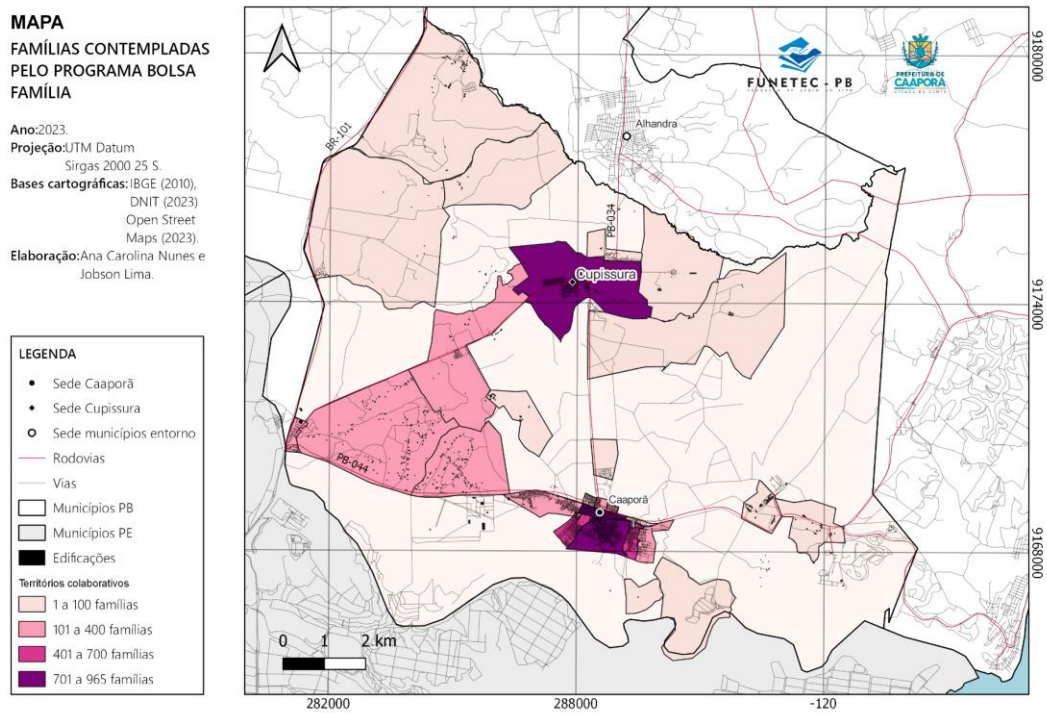 MAPA
FAMÍLIAS CONTEMPLADAS
PELO PROGRAMA BOLSA
FAMÍLIA
Ano:2023.
Projeção:UTM Datum
Sirgas 2000 25 S.
Bases cartográficas:IBGE (2010),
DNIT (2023)
Open Street
Maps (2023).
Elaboração:Ana Carolina Nunes e
Jobson Lima.
LEGENDA
Sede Caaporã
Sede Cupissura
Sede municípios entorno
Rodovias
Vias
Municípios PB
Municípios PE
Edificações
Territórios colaborativos
1 a 100 famílias
101 a 400 famílias
401 a 700 famílias
701 a 965 famílias
FUNETEC - PB
PREFEITURA DE
CAAPORÃ
Alhandra
BR-101
PB-034
Cupissura
PB-044
Caaporã
0 1 2 km
9180000
9174000
9168000
282000
288000
-120